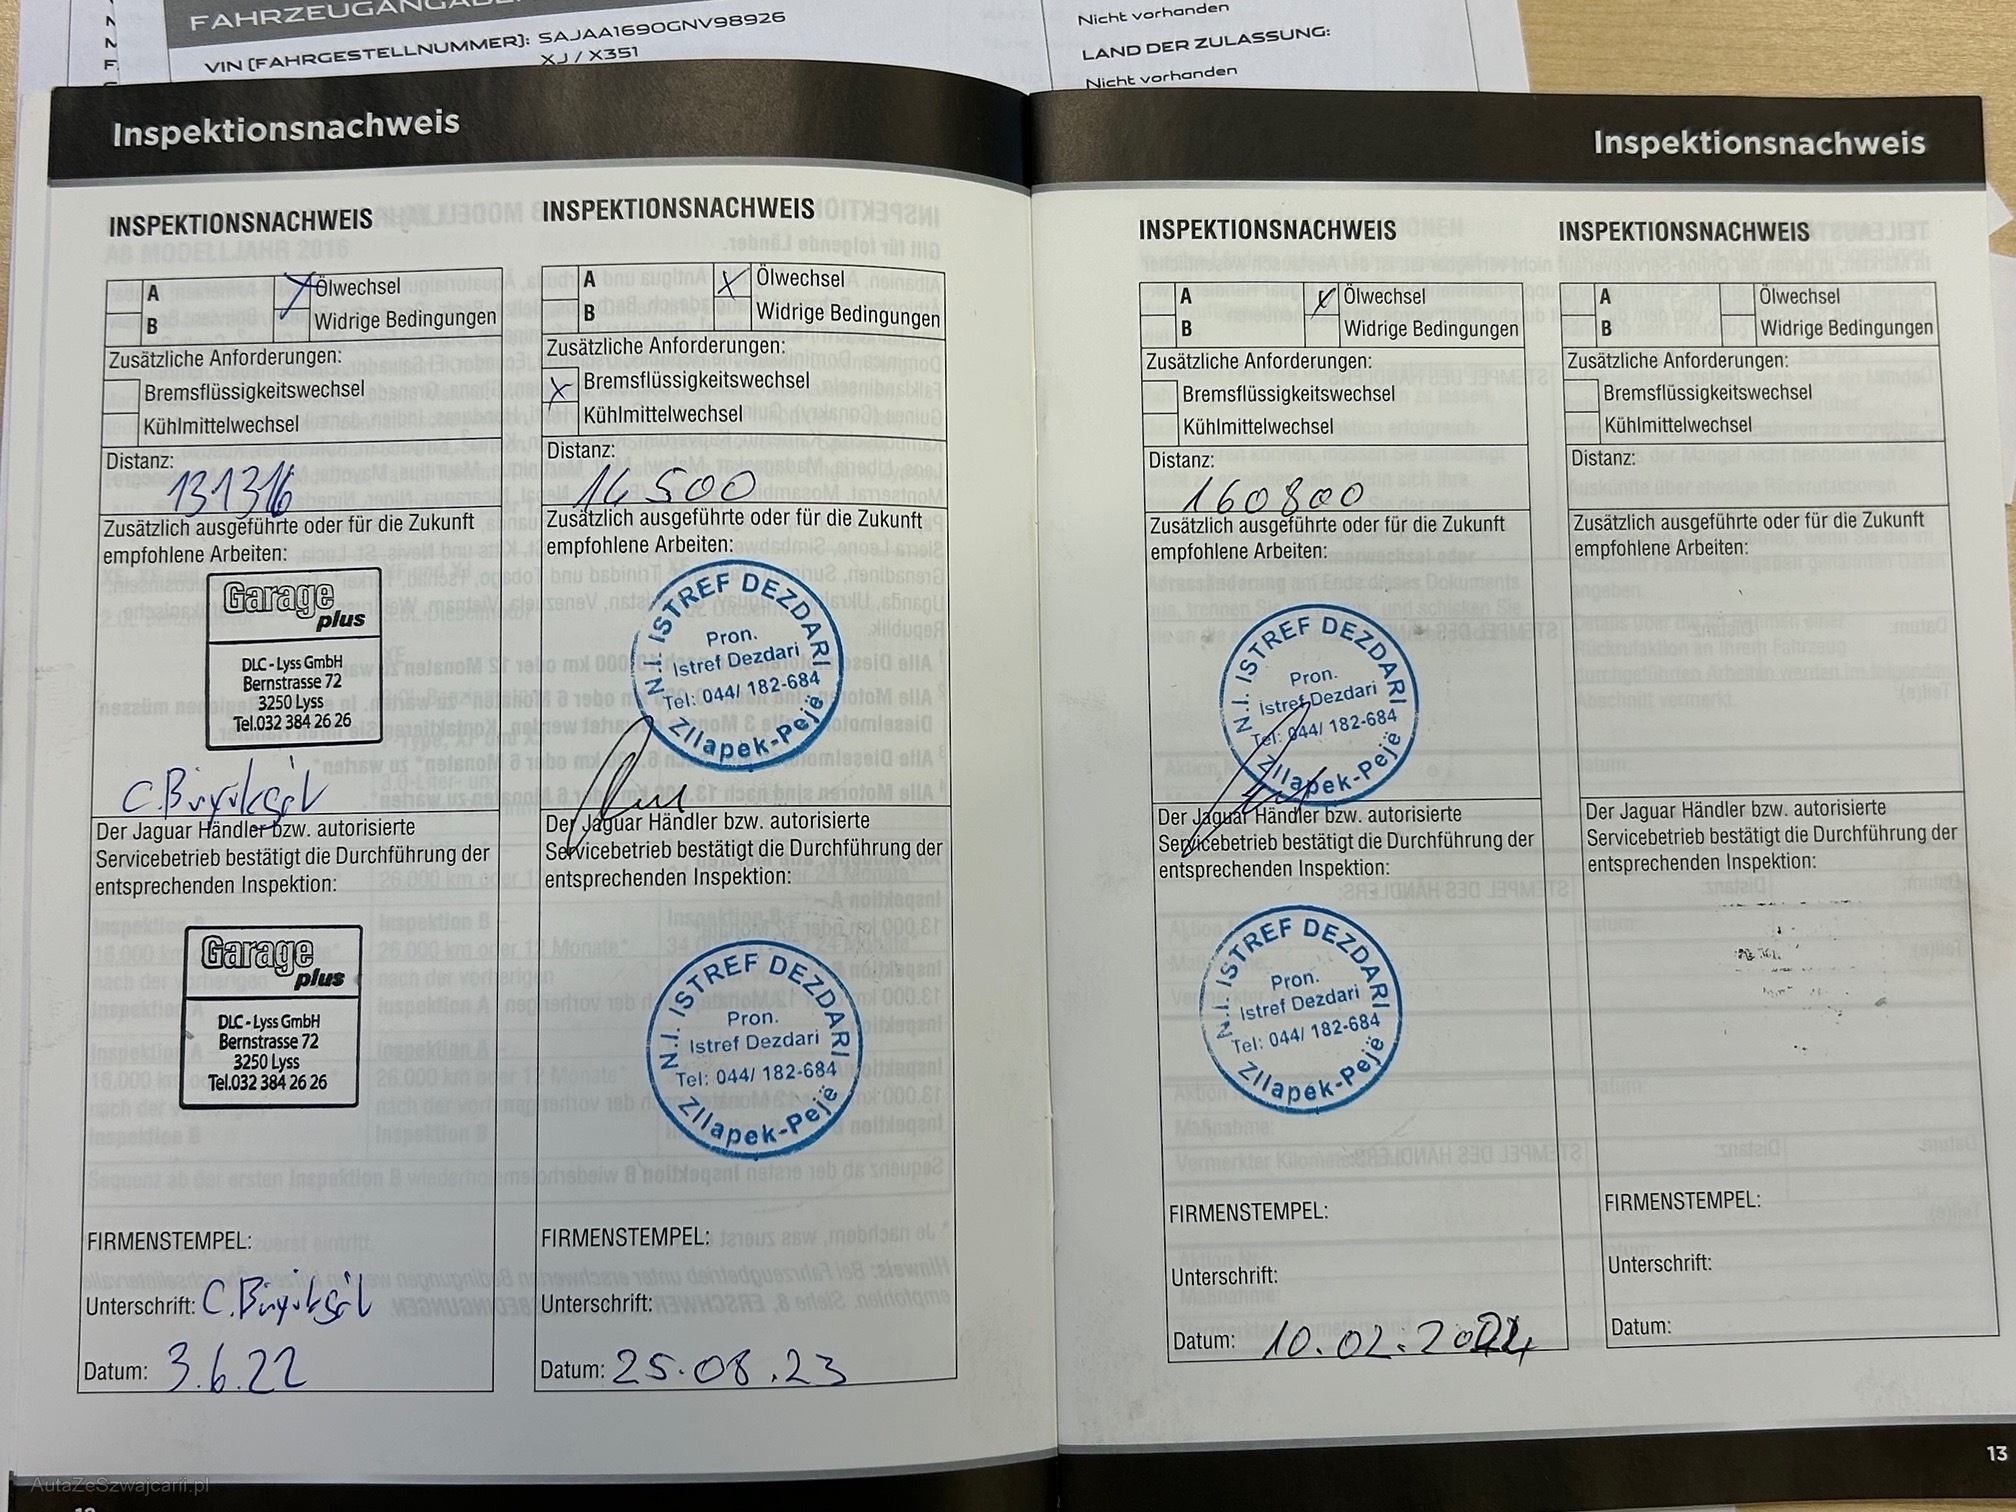 FAHRZEUGANGABE
VIN (FAHRGESTELLNUMMER): SAJAA1690GNV98926
XJ / X351
Nicht vorhanden
LAND DER ZULASSUNG:
Nicht vorhanden
Inspektionsnachweis
INSPEKTIONSNACHWEIS
A
B
Ölwechsel
Widrige Bedingungen
Zusätzliche Anforderungen:
Bremsflüssigkeitswechsel
Kühlmittelwechsel
Distanz:
131316
Zusätzlich ausgeführte oder für die Zukunft
empfohlene Arbeiten:
Garage
plus
DLC - Lyss GmbH
Bernstrasse 72
3250 Lyss
Tel.032 384 26 26
Der Jaguar Händler bzw. autorisierte
Servicebetrieb bestätigt die Durchführung der
entsprechenden Inspektion:
Garage
plus
DLC - Lyss GmbH
Bernstrasse 72
3250 Lyss
Tel.032 384 26 26
FIRMENSTEMPEL:
Unterschrift:
Datum: 3.6.22
INSPEKTIONSNACHWEIS
A
B
Ölwechsel
Widrige Bedingungen
Zusätzliche Anforderungen:
X Bremsflüssigkeitswechsel
Kühlmittelwechsel
Distanz:
Zusätzlich ausgeführte oder für die Zukunft
empfohlene Arbeiten:
N.I. ISTREF DEZDARI
Pron.
Istref Dezdari
Tel: 044/ 182-684
Zllapek-Pejë
Der Jaguar Händler bzw. autorisierte
Servicebetrieb bestätigt die Durchführung der
entsprechenden Inspektion:
N.I. ISTREF DEZDARI
Pron.
Istref Dezdari
Tel: 044/ 182-684
Zllapek-Pejë
FIRMENSTEMPEL:
Unterschrift:
Datum: 25.08.23
Inspektionsnachweis
INSPEKTIONSNACHWEIS
A
B
Ölwechsel
Widrige Bedingungen
Zusätzliche Anforderungen:
Bremsflüssigkeitswechsel
Kühlmittelwechsel
Distanz:
160800
Zusätzlich ausgeführte oder für die Zukunft
empfohlene Arbeiten:
N.I. ISTREF DEZDARI
Pron.
Istref Dezdari
Tel: 044/ 182-684
Zllapek-Pejë
Der Jaguar Händler bzw. autorisierte
Servicebetrieb bestätigt die Durchführung der
entsprechenden Inspektion:
N.I. ISTREF DEZDARI
Pron.
Istref Dezdari
Tel: 044/ 182-684
Zllapek-Pejë
FIRMENSTEMPEL:
Unterschrift:
Datum: 10.02.2024
INSPEKTIONSNACHWEIS
A
B
Ölwechsel
Widrige Bedingungen
Zusätzliche Anforderungen:
Bremsflüssigkeitswechsel
Kühlmittelwechsel
Distanz:
Zusätzlich ausgeführte oder für die Zukunft
empfohlene Arbeiten:
Der Jaguar Händler bzw. autorisierte
Servicebetrieb bestätigt die Durchführung der
entsprechenden Inspektion:
FIRMENSTEMPEL:
Unterschrift:
Datum:
13
AutaZeSzwajcarii.pl